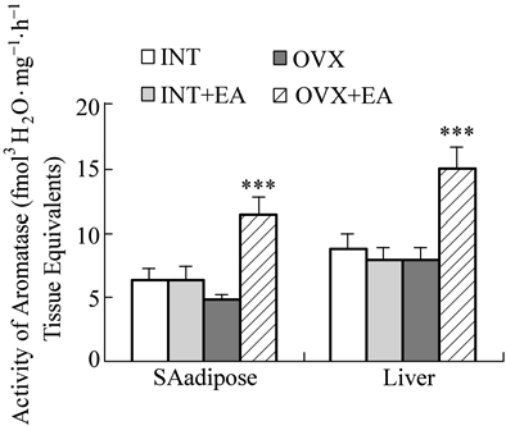 Activity of Aromatase (fmol³ H₂O· mg⁻¹·h⁻¹
Tissue Equivalents)
INT
OVX
INT+EA
OVX+EA
20
15
10
5
0
***
***
SAadipose
Liver